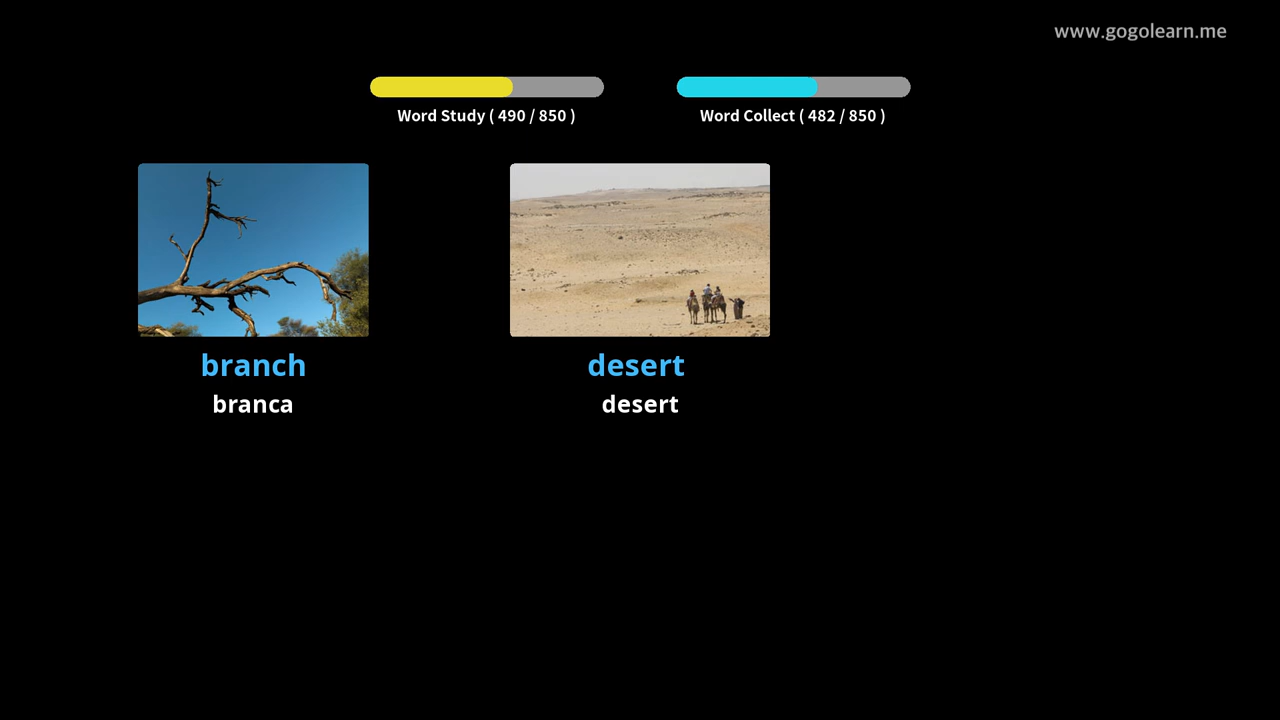 www.gogolearn.me
Word Study ( 490 / 850 )
Word Collect ( 482 / 850 )
branch
branca
desert
desert